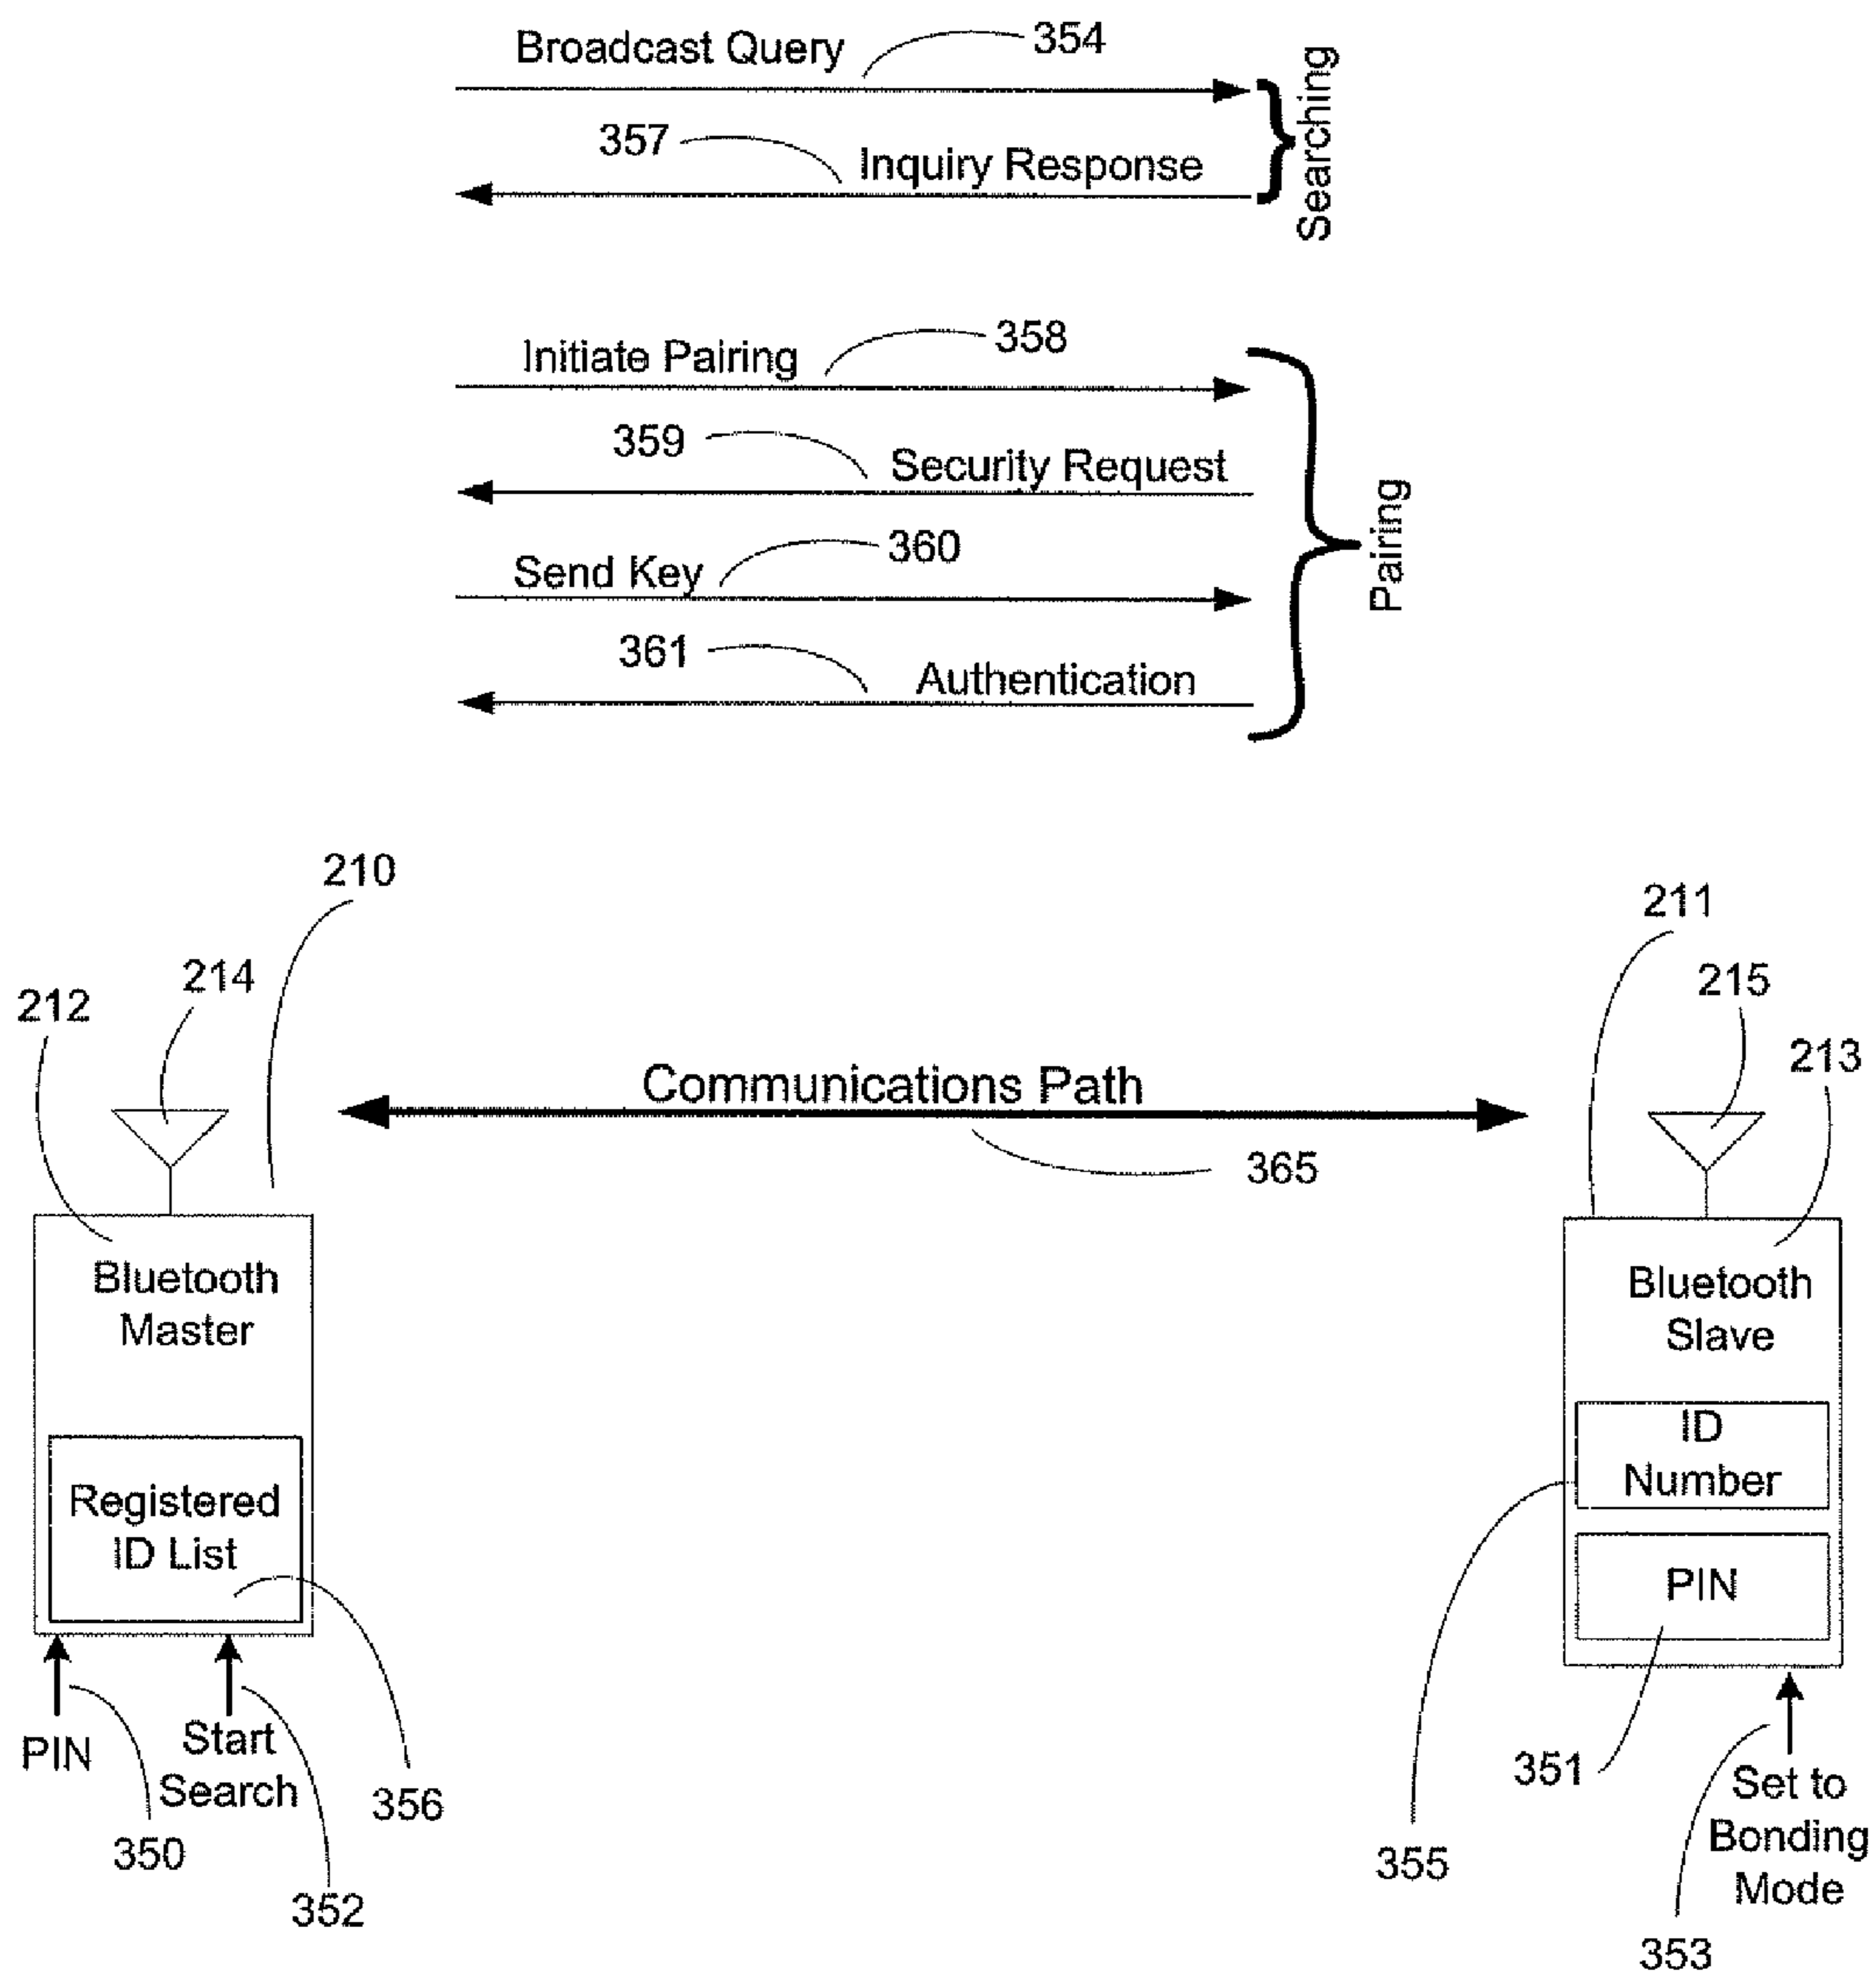 Broadcast Query
354
357
Inquiry Response
Searching
Initiate Pairing
358
359
Security Request
360
Send Key
361
Authentication
Pairing
210
211
214
215
212
213
Communications Path
365
Bluetooth
Master
Bluetooth
Slave
ID
Number
Registered
ID List
PIN
PIN
Start
Search
350
352
356
351
355
Set to
Bonding
Mode
353